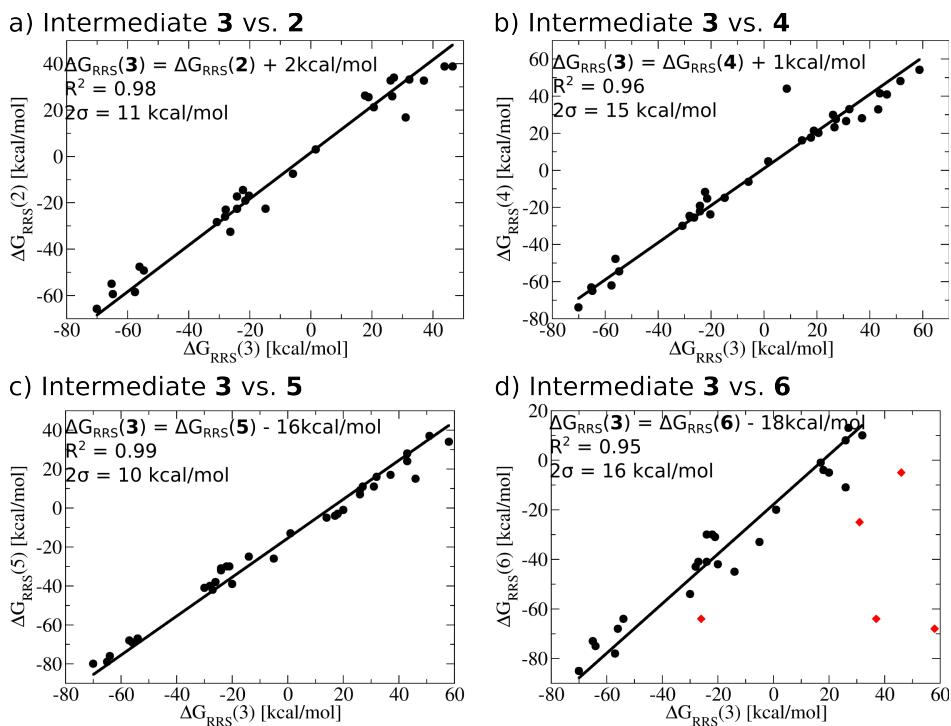 a) Intermediate 3 vs. 2
ΔG_RRS(3) = ΔG_RRS(2) + 2kcal/mol
R² = 0.98
2σ = 11 kcal/mol
ΔG_RRS(2) [kcal/mol]
40
20
0
-20
-40
-60
-80 -60 -40 -20 0 20 40
ΔG_RRS(3) [kcal/mol]
b) Intermediate 3 vs. 4
ΔG_RRS(3) = ΔG_RRS(4) + 1kcal/mol
R² = 0.96
2σ = 15 kcal/mol
ΔG_RRS(4) [kcal/mol]
60
40
20
0
-20
-40
-60
-80
-80 -60 -40 -20 0 20 40 60
ΔG_RRS(3) [kcal/mol]
c) Intermediate 3 vs. 5
ΔG_RRS(3) = ΔG_RRS(5) - 16kcal/mol
R² = 0.99
2σ = 10 kcal/mol
ΔG_RRS(5) [kcal/mol]
60
40
20
0
-20
-40
-60
-80
-80 -60 -40 -20 0 20 40 60
ΔG_RRS(3) [kcal/mol]
d) Intermediate 3 vs. 6
ΔG_RRS(3) = ΔG_RRS(6) - 18kcal/mol
R² = 0.95
2σ = 16 kcal/mol
ΔG_RRS(6) [kcal/mol]
20
0
-20
-40
-60
-80
-80 -60 -40 -20 0 20 40 60
ΔG_RRS(3) [kcal/mol]